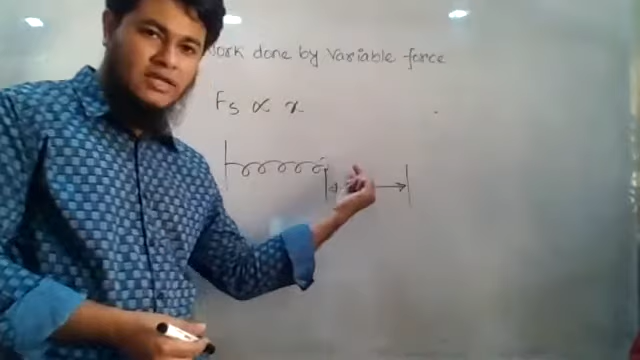 work done by variable force
Fs ∝ x